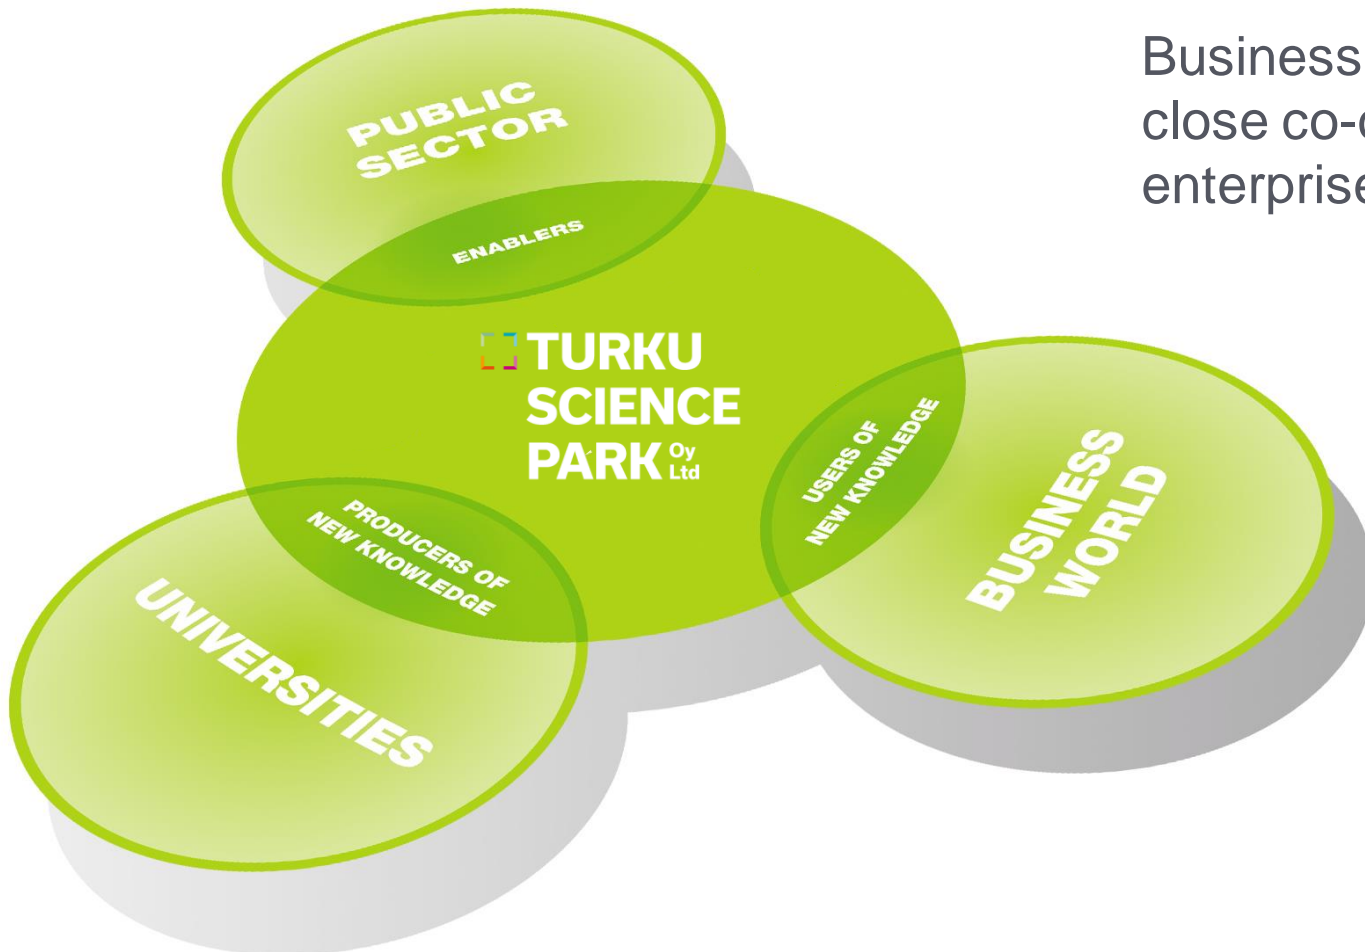 Business
close co-
enterprise
PUBLIC
SECTOR
ENABLERS
TURKU
SCIENCE
PARK Oy
Ltd
USERS OF
NEW KNOWLEDGE
BUSINESS
WORLD
PRODUCERS OF
NEW KNOWLEDGE
UNIVERSITIES